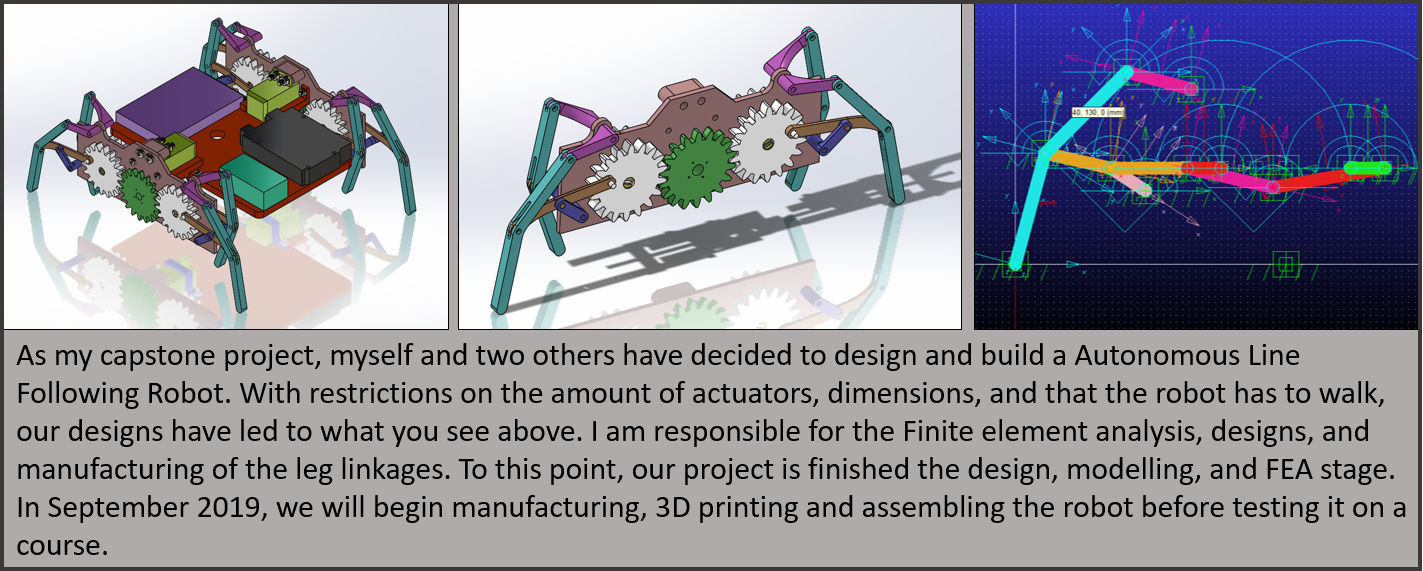 40, 130, 0 (mm)
As my capstone project, myself and two others have decided to design and build a Autonomous Line
Following Robot. With restrictions on the amount of actuators, dimensions, and that the robot has to walk,
our designs have led to what you see above. I am responsible for the Finite element analysis, designs, and
manufacturing of the leg linkages. To this point, our project is finished the design, modelling, and FEA stage.
In September 2019, we will begin manufacturing, 3D printing and assembling the robot before testing it on a
course.